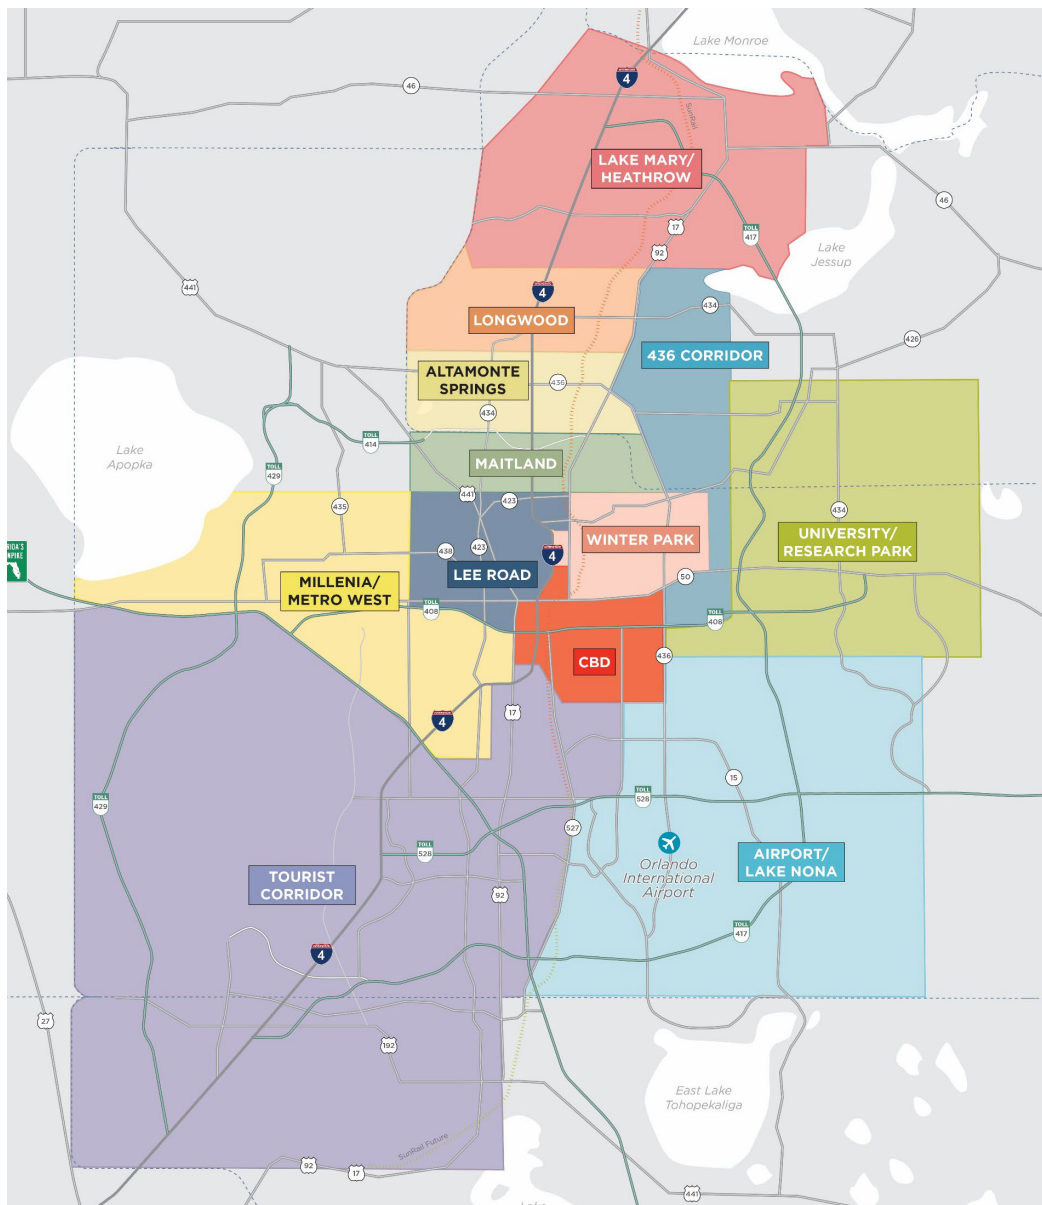 Lake Monroe
4
46
SunRail
LAKE MARY/
HEATHROW
46
17
TOLL
417
92
Lake
Jessup
441
4
434
LONGWOOD
426
436 CORRIDOR
ALTAMONTE
SPRINGS
436
434
TOLL
414
Lake
Apopka
MAITLAND
TOLL
429
441
423
435
434
WINTER PARK
UNIVERSITY/
RESEARCH PARK
438
423
4
LEE ROAD
50
MILLENIA/
METRO WEST
TOLL
408
TOLL
408
436
CBD
17
4
15
TOLL
429
TOLL
528
527
TOLL
528
Orlando
International
Airport
AIRPORT/
LAKE NONA
TOURIST
CORRIDOR
92
TOLL
417
4
27
192
East Lake
Tohopekaliga
SunRail Future
92
17
441